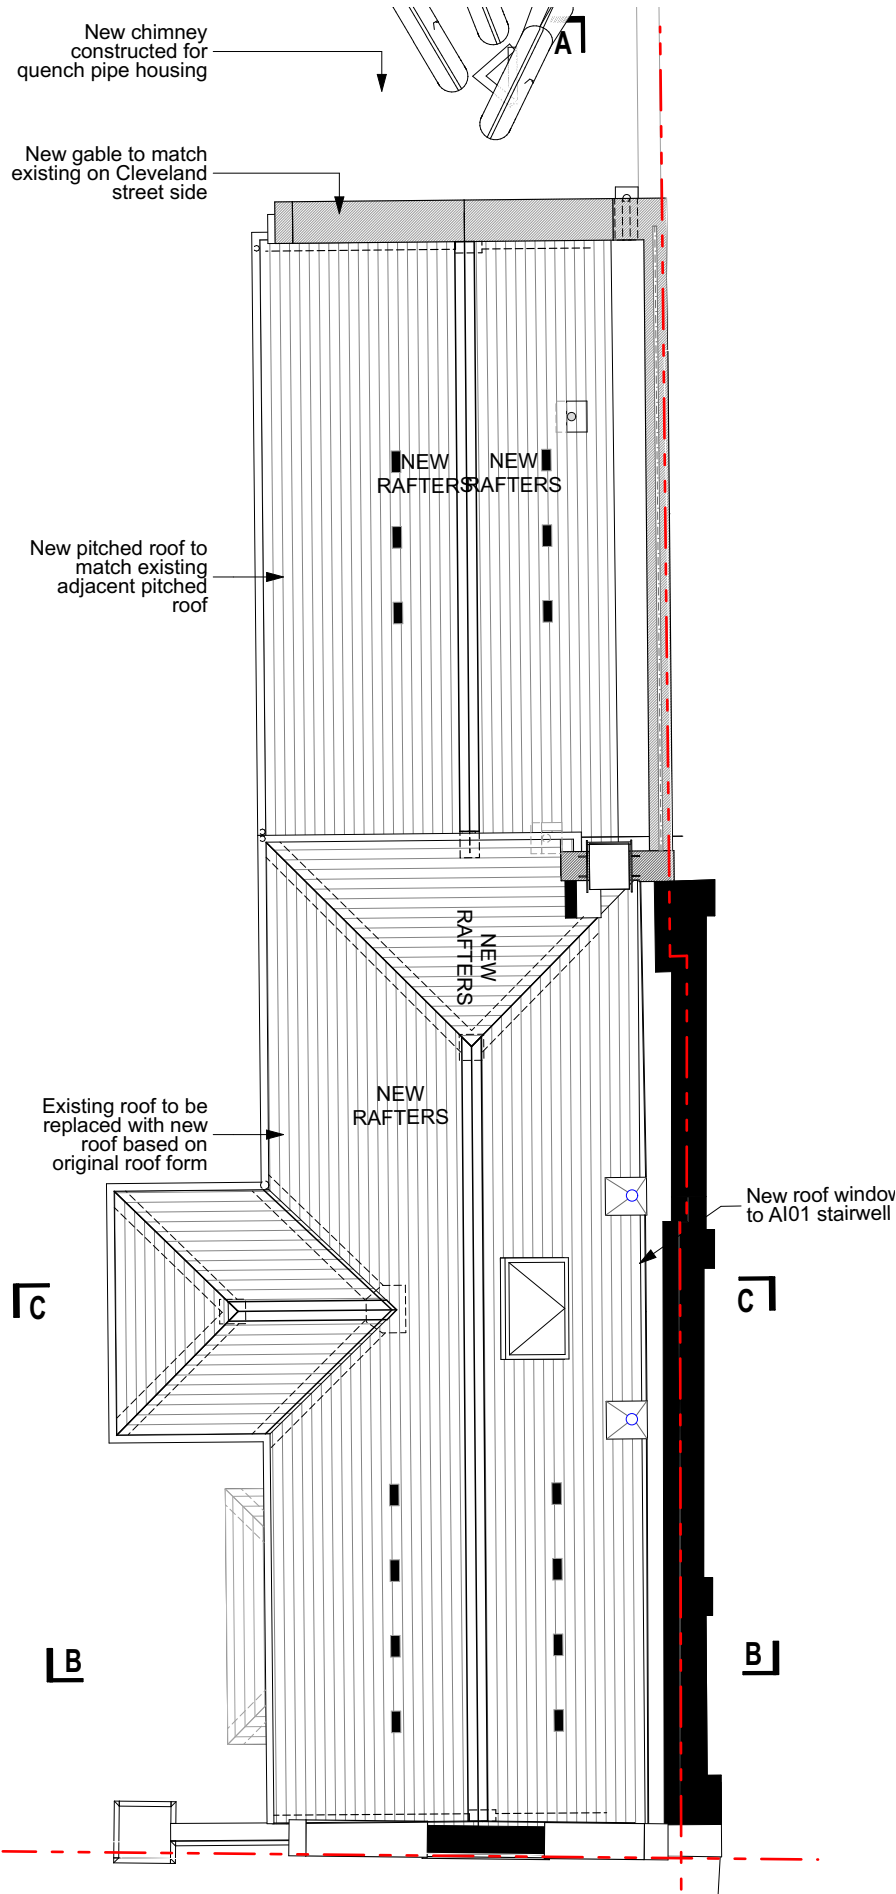 New chimney
constructed for
quench pipe housing
A
New gable to match
existing on Cleveland
street side
NEW
RAFTERS
NEW
RAFTERS
New pitched roof to
match existing
adjacent pitched
roof
NEW
RAFTERS
NEW
RAFTERS
Existing roof to be
replaced with new
roof based on
original roof form
New roof window
to AI01 stairwell
C
C
B
B